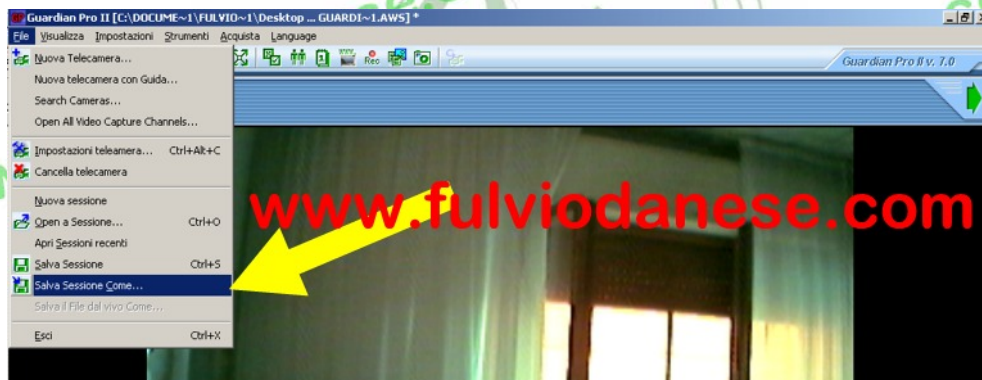 Guardian Pro II [C:\DOCUME~1\FULVIO~1\Desktop ... GUARDI~1.AWS] *
File Visualizza Impostazioni Strumenti Acquista Language
Nuova Telecamera...
Guardian Pro II v. 7.0
Nuova telecamera con Guida...
Search Cameras...
Open All Video Capture Channels...
Impostazioni teleamera... Ctrl+Alt+C
Cancella telecamera
Nuova sessione
Open a Sessione... Ctrl+O
Apri Sessioni recenti
Salva Sessione Ctrl+S
Salva Sessione Come...
Salva il File dal vivo Come...
Esci Ctrl+X
www.fulviodanese.com